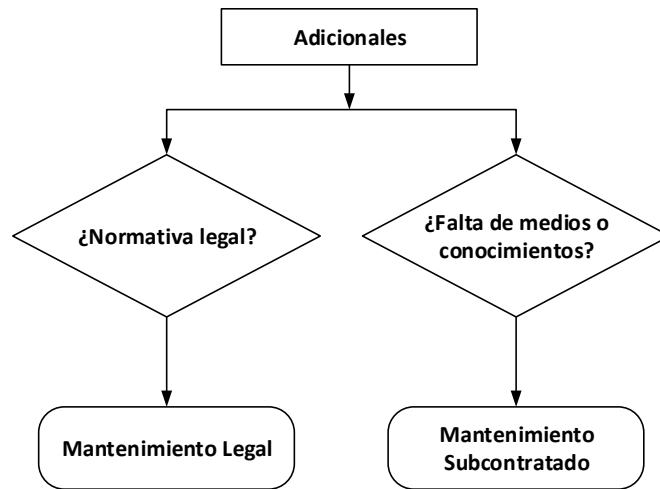 Adicionales
¿Normativa legal?
¿Falta de medios o
conocimientos?
Mantenimiento Legal
Mantenimiento
Subcontratado